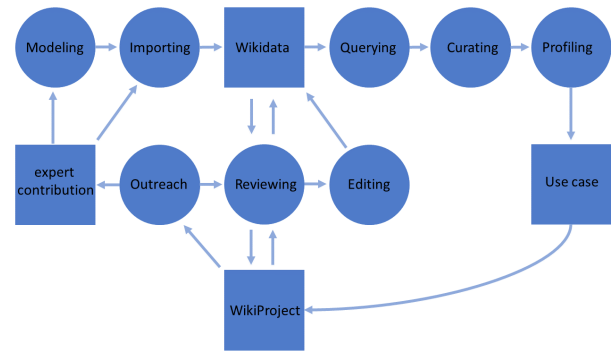 Modeling
Importing
Wikidata
Querying
Curating
Profiling
expert
contribution
Outreach
Reviewing
Editing
Use case
WikiProject